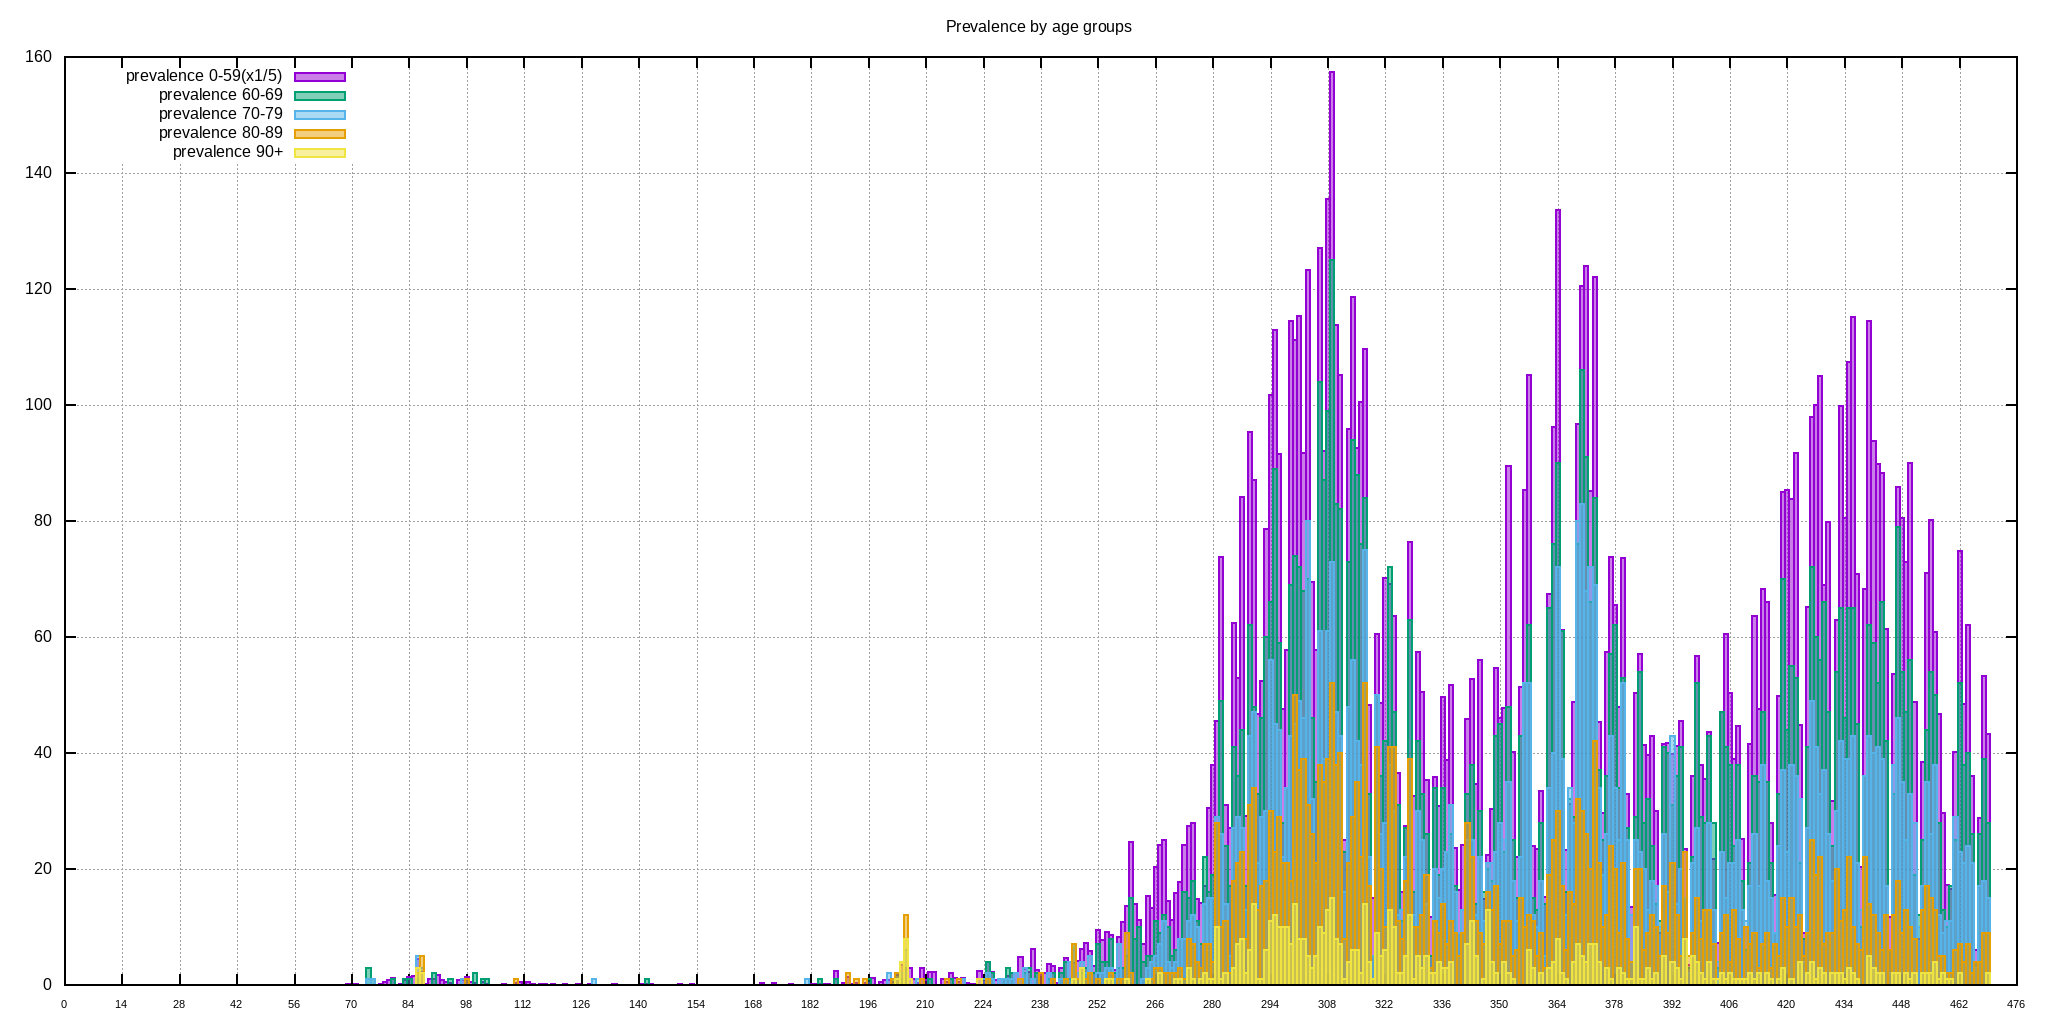 Prevalence by age groups
160
140
120
100
80
60
40
20
0
prevalence 0-59(x1/5)
prevalence 60-69
prevalence 70-79
prevalence 80-89
prevalence 90+
0 14 28 42 56 70 84 98 112 126 140 154 168 182 196 210 224 238 252 266 280 294 308 322 336 350 364 378 392 406 420 434 448 462 476